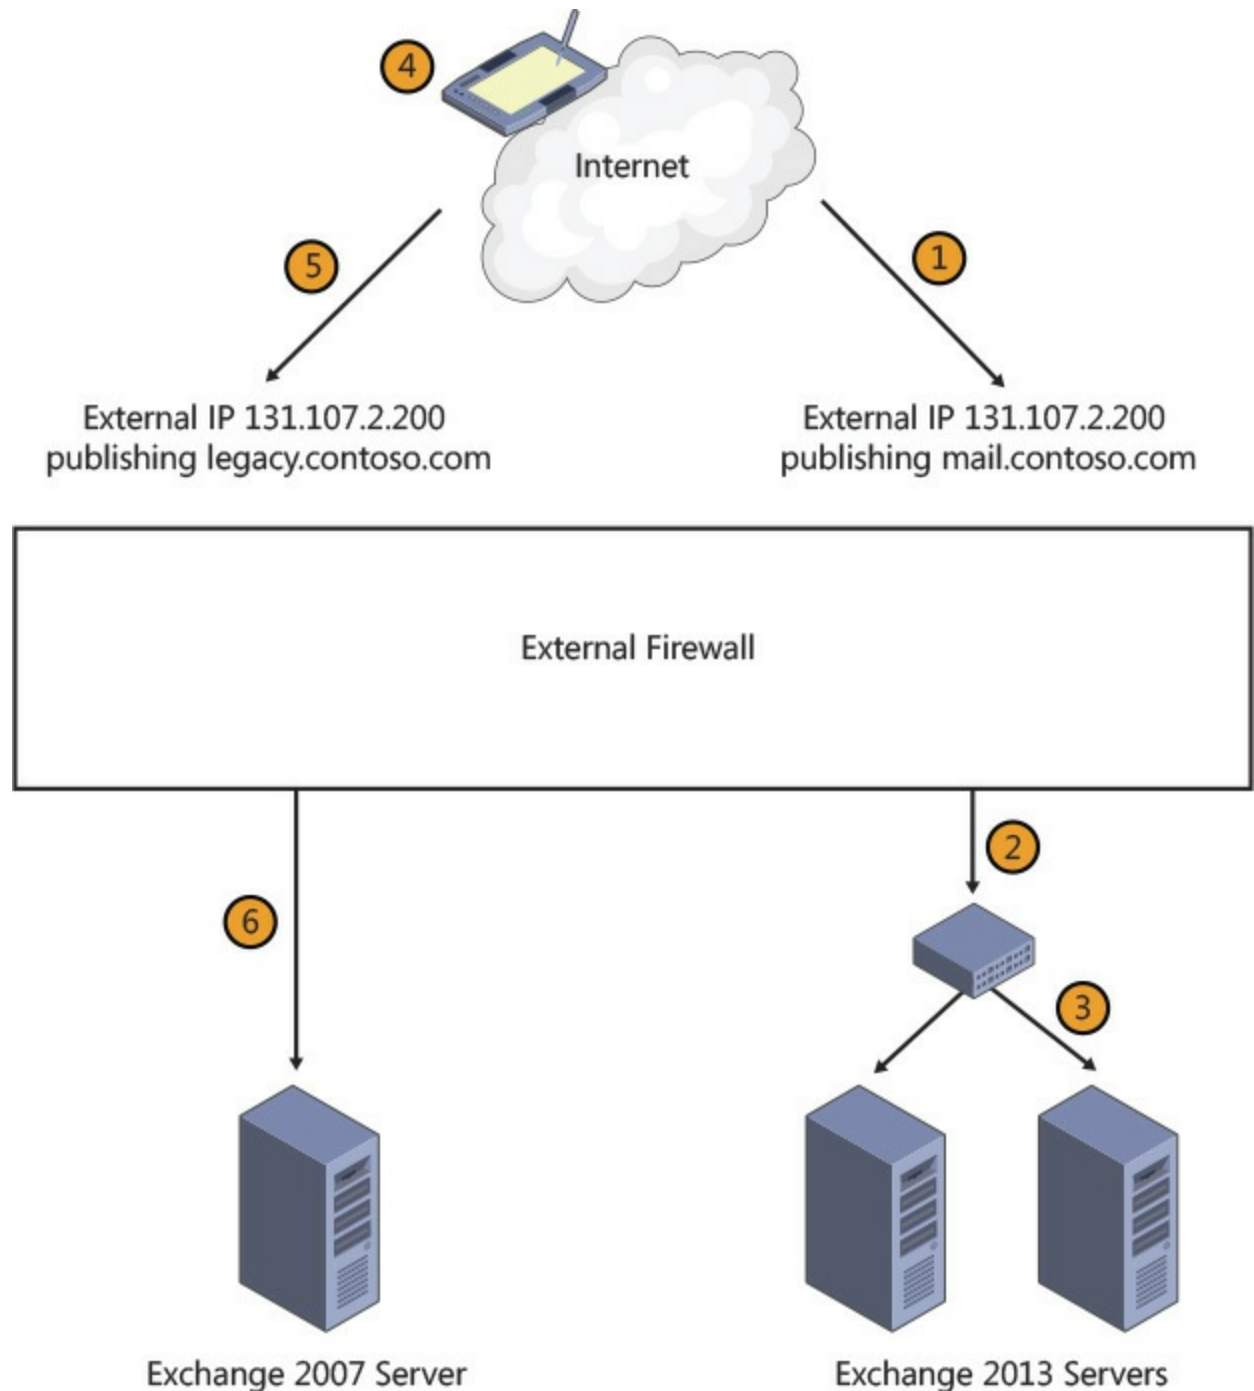 4
Internet
5
1
External IP 131.107.2.200
publishing legacy.contoso.com
External IP 131.107.2.200
publishing mail.contoso.com
External Firewall
2
6
3
Exchange 2007 Server
Exchange 2013 Servers